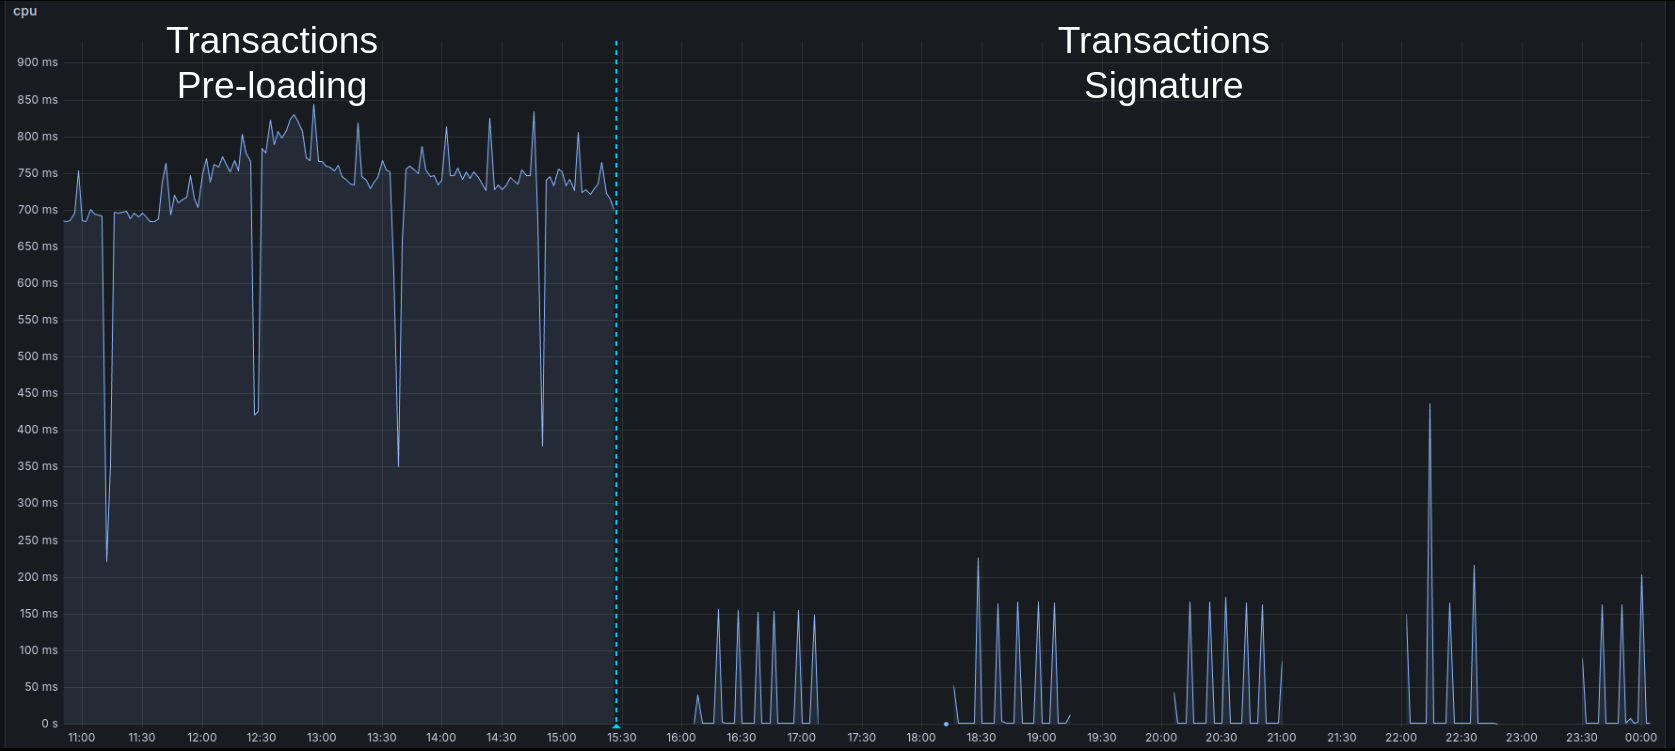 cpu
Transactions
Pre-loading
Transactions
Signature
900 ms
850 ms
800 ms
750 ms
700 ms
650 ms
600 ms
550 ms
500 ms
450 ms
400 ms
350 ms
300 ms
250 ms
200 ms
150 ms
100 ms
50 ms
0 s
11:00 11:30 12:00 12:30 13:00 13:30 14:00 14:30 15:00 15:30 16:00 16:30 17:00 17:30 18:00 18:30 19:00 19:30 20:00 20:30 21:00 21:30 22:00 22:30 23:00 23:30 00:00